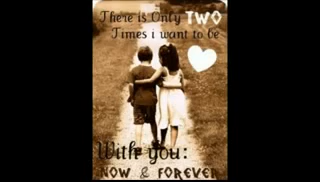 There is Only TWO
Times i want to be
With you:
NOW & FOREVER